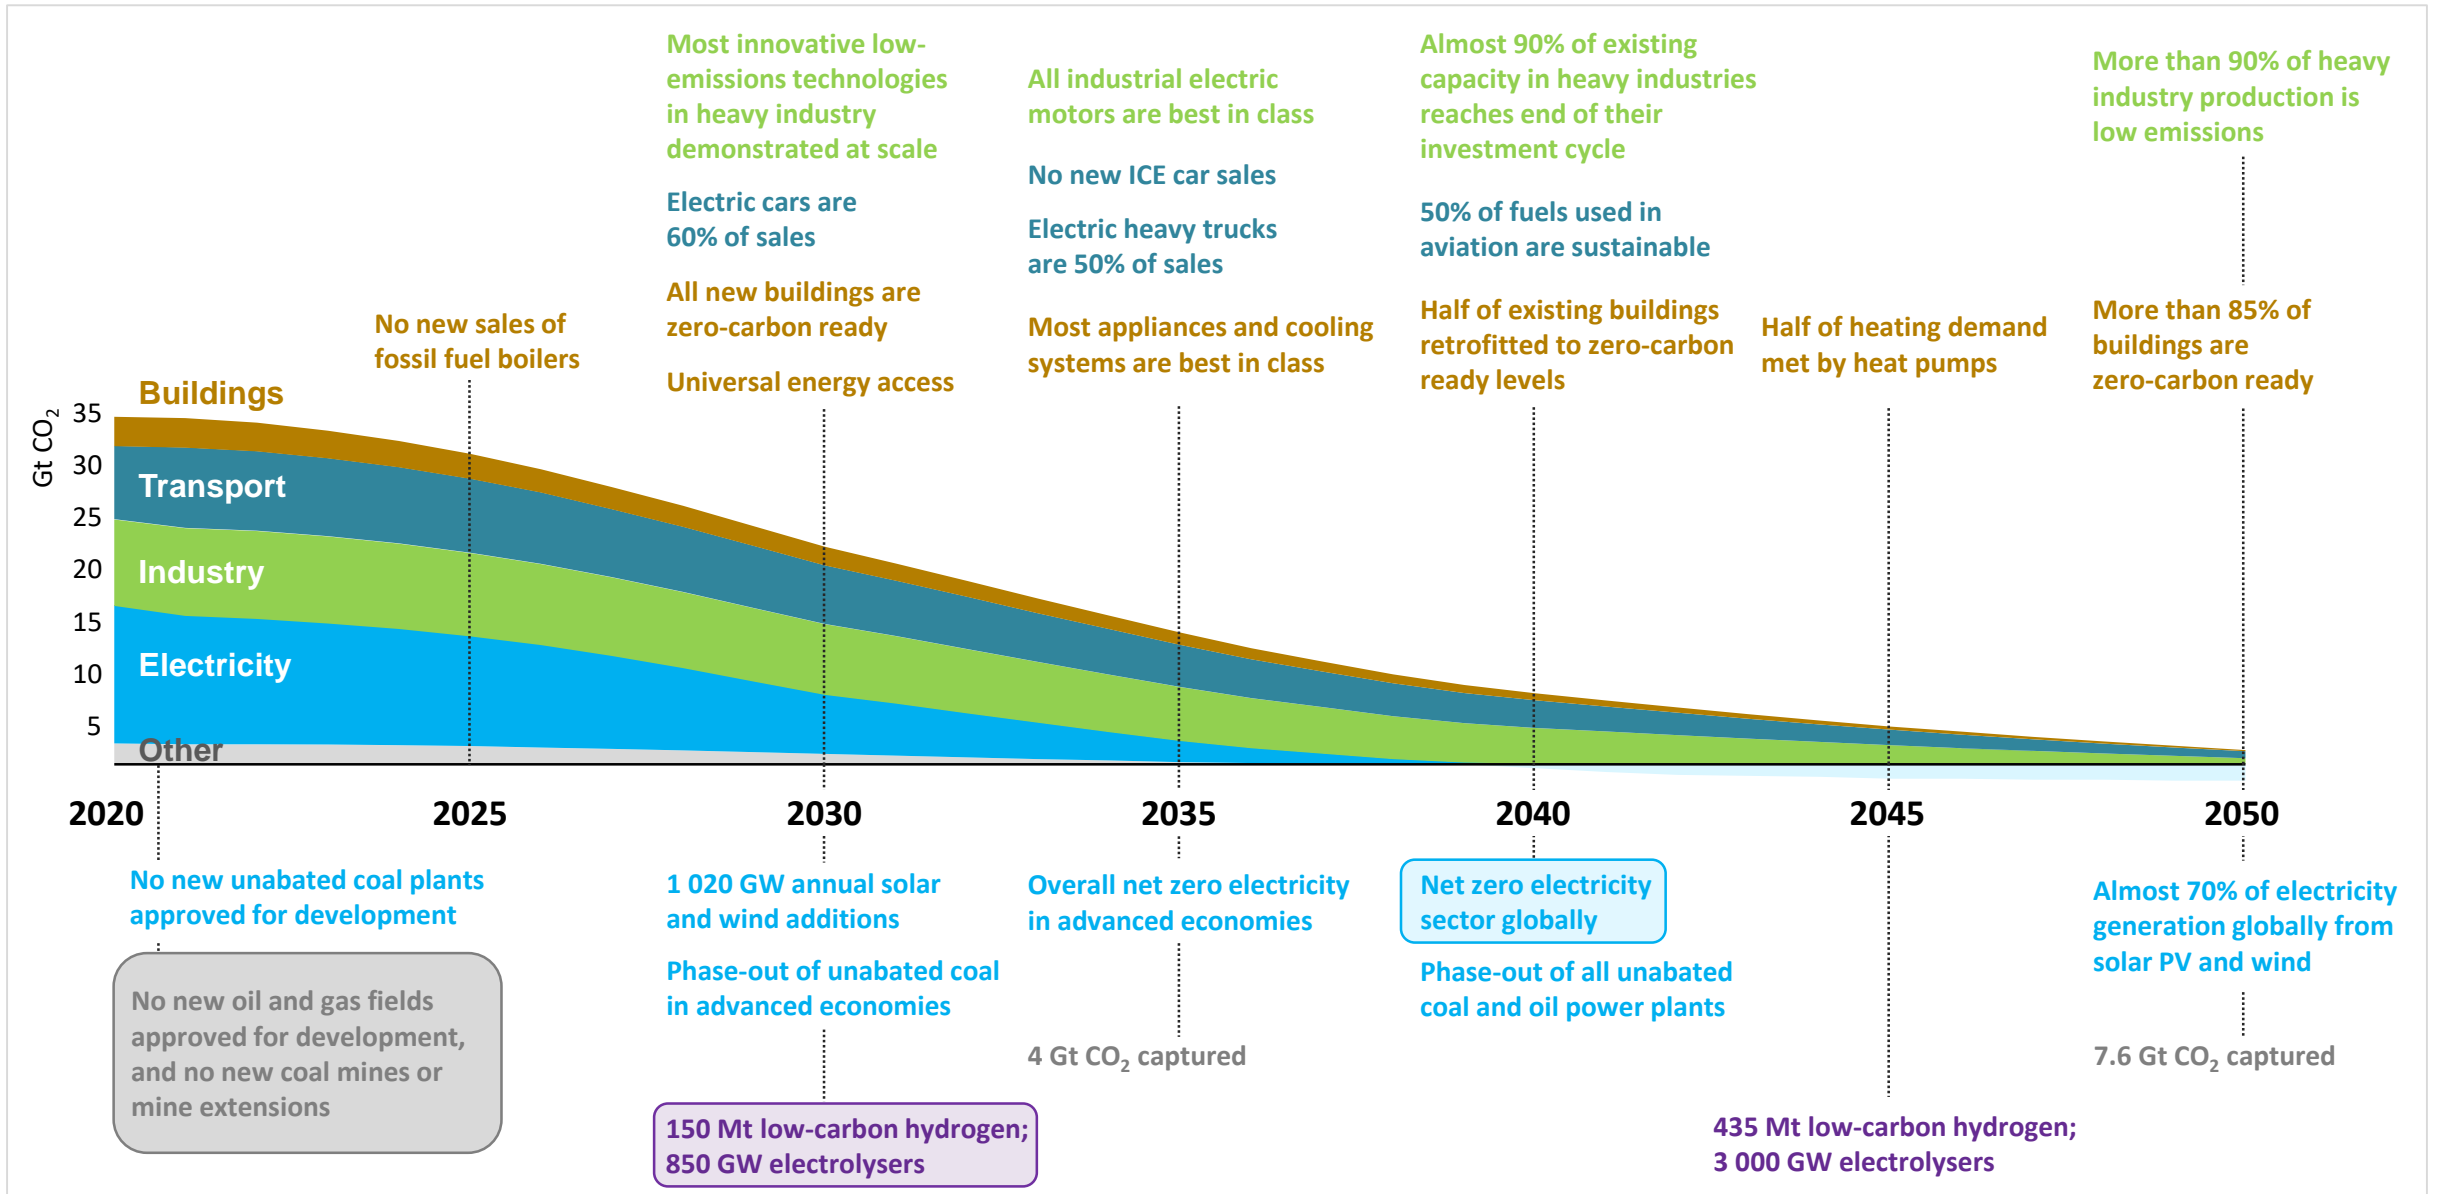 Most innovative low-
emissions technologies
in heavy industry
demonstrated at scale
Electric cars are
60% of sales
All new buildings are
zero-carbon ready
Universal energy access
All industrial electric
motors are best in class
No new ICE car sales
Electric heavy trucks
are 50% of sales
Most appliances and cooling
systems are best in class
Almost 90% of existing
capacity in heavy industries
reaches end of their
investment cycle
50% of fuels used in
aviation are sustainable
Half of existing buildings
retrofitted to zero-carbon
ready levels
Half of heating demand
met by heat pumps
More than 90% of heavy
industry production is
low emissions
More than 85% of
buildings are
zero-carbon ready
No new sales of
fossil fuel boilers
Gt CO₂
35
30
25
20
15
10
5
Buildings
Transport
Industry
Electricity
Other
2020
2025
2030
2035
2040
2045
2050
No new unabated coal plants
approved for development
No new oil and gas fields
approved for development,
and no new coal mines or
mine extensions
1 020 GW annual solar
and wind additions
Phase-out of unabated coal
in advanced economies
150 Mt low-carbon hydrogen;
850 GW electrolysers
Overall net zero electricity
in advanced economies
4 Gt CO₂ captured
Net zero electricity
sector globally
Phase-out of all unabated
coal and oil power plants
435 Mt low-carbon hydrogen;
3 000 GW electrolysers
Almost 70% of electricity
generation globally from
solar PV and wind
7.6 Gt CO₂ captured